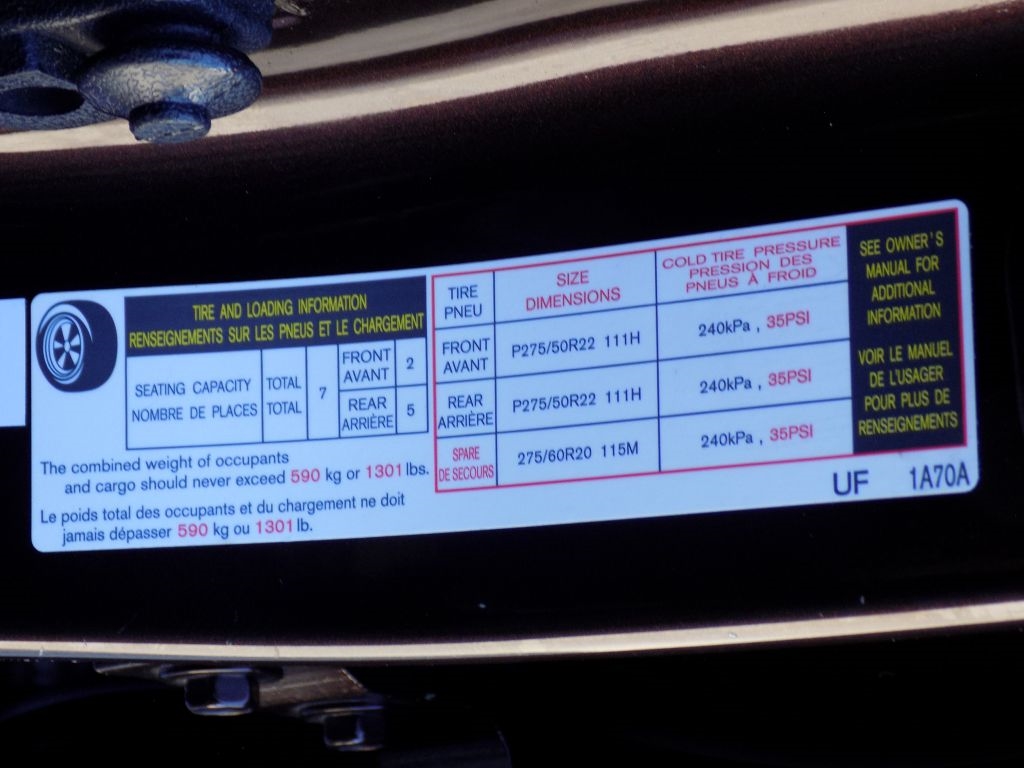 TIRE AND LOADING INFORMATION
RENSEIGNEMENTS SUR LES PNEUS ET LE CHARGEMENT
SEATING CAPACITY
NOMBRE DE PLACES
TOTAL
TOTAL
7
FRONT
AVANT
2
REAR
ARRIÈRE
5
The combined weight of occupants
and cargo should never exceed 590 kg or 1301 lbs.
Le poids total des occupants et du chargement ne doit
jamais dépasser 590 kg ou 1301 lb.
TIRE
PNEU
SIZE
DIMENSIONS
COLD TIRE PRESSURE
PRESSION DES
PNEUS À FROID
FRONT
AVANT
P275/50R22 111H
240kPa , 35PSI
REAR
ARRIÈRE
P275/50R22 111H
240kPa , 35PSI
SPARE
DE SECOURS
275/60R20 115M
240kPa , 35PSI
SEE OWNER'S
MANUAL FOR
ADDITIONAL
INFORMATION
VOIR LE MANUEL
DE L'USAGER
POUR PLUS DE
RENSEIGNEMENTS
UF 1A70A